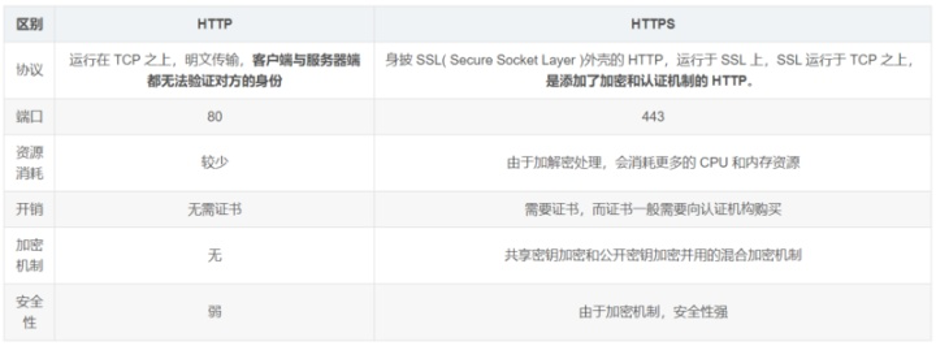 区别 HTTP HTTPS
协议 运行在 TCP 之上，明文传输，客户端与服务器端 身披 SSL( Secure Socket Layer )外壳的 HTTP，运行于 SSL 上，SSL 运行于 TCP 之上，
都无法验证对方的身份 是添加了加密和认证机制的 HTTP。
端口 80 443
资源
消耗 较少 由于加解密处理，会消耗更多的 CPU 和内存资源
开销 无需证书 需要证书，而证书一般需要向认证机构购买
加密
机制 无 共享密钥加密和公开密钥加密并用的混合加密机制
安全
性 弱 由于加密机制，安全性强